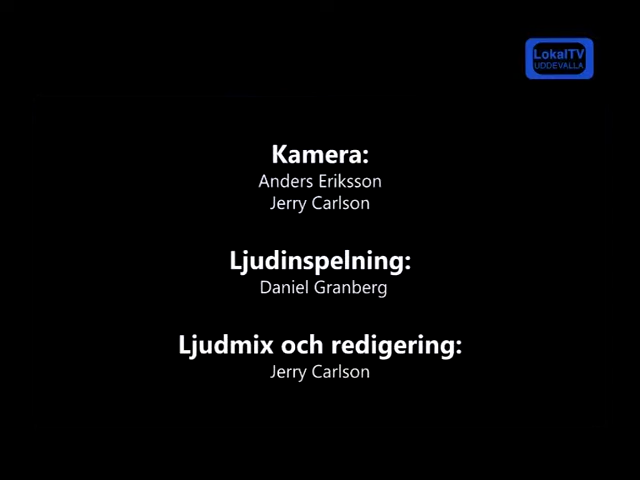 LokalTV
UDDEVALLA
Kamera:
Anders Eriksson
Jerry Carlson
Ljudinspelning:
Daniel Granberg
Ljudmix och redigering:
Jerry Carlson